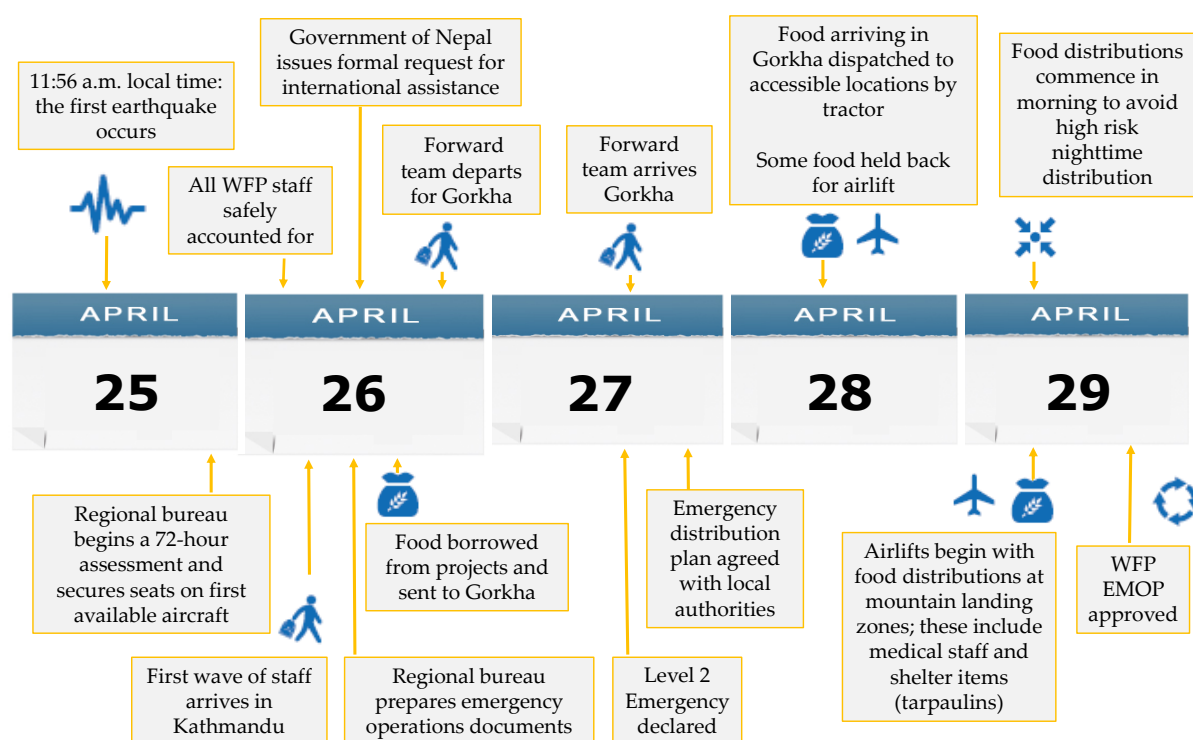 11:56 a.m. local time:
the first earthquake
occurs
All WFP staff
safely
accounted for
Government of Nepal
issues formal request for
international assistance
Forward
team departs
for Gorkha
Forward
team arrives
Gorkha
Food arriving in
Gorkha dispatched to
accessible locations by
tractor
Some food held back
for airlift
Food distributions
commence in
morning to avoid
high risk
nighttime
distribution
APRIL
25
APRIL
26
APRIL
27
APRIL
28
APRIL
29
Regional bureau
begins a 72-hour
assessment and
secures seats on first
available aircraft
First wave of staff
arrives in
Kathmandu
Food borrowed
from projects and
sent to Gorkha
Regional bureau
prepares emergency
operations documents
Level 2
Emergency
declared
Emergency
distribution
plan agreed
with local
authorities
Airlifts begin with
food distributions at
mountain landing
zones; these include
medical staff and
shelter items
(tarpaulins)
WFP
EMOP
approved